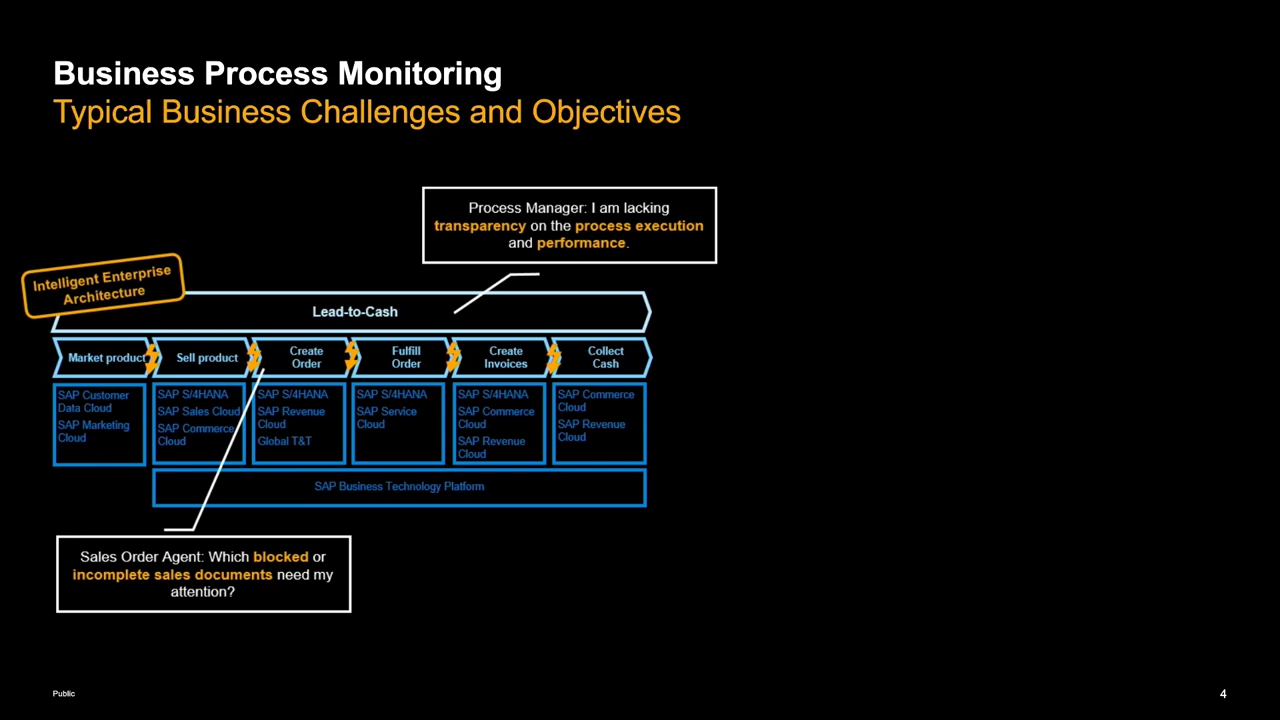 Business Process Monitoring
Typical Business Challenges and Objectives
Process Manager: I am lacking
transparency on the process execution
and performance.
Intelligent Enterprise
Architecture
Lead-to-Cash
Market product
Sell product
Create
Order
Fulfill
Order
Create
Invoices
Collect
Cash
SAP Customer
Data Cloud
SAP Marketing
Cloud
SAP S/4HANA
SAP Sales Cloud
SAP Commerce
Cloud
SAP S/4HANA
SAP Revenue
Cloud
Global T&T
SAP S/4HANA
SAP Service
Cloud
SAP S/4HANA
SAP Commerce
Cloud
SAP Revenue
Cloud
SAP Commerce
Cloud
SAP Revenue
Cloud
SAP Business Technology Platform
Sales Order Agent: Which blocked or
incomplete sales documents need my
attention?
Public
4